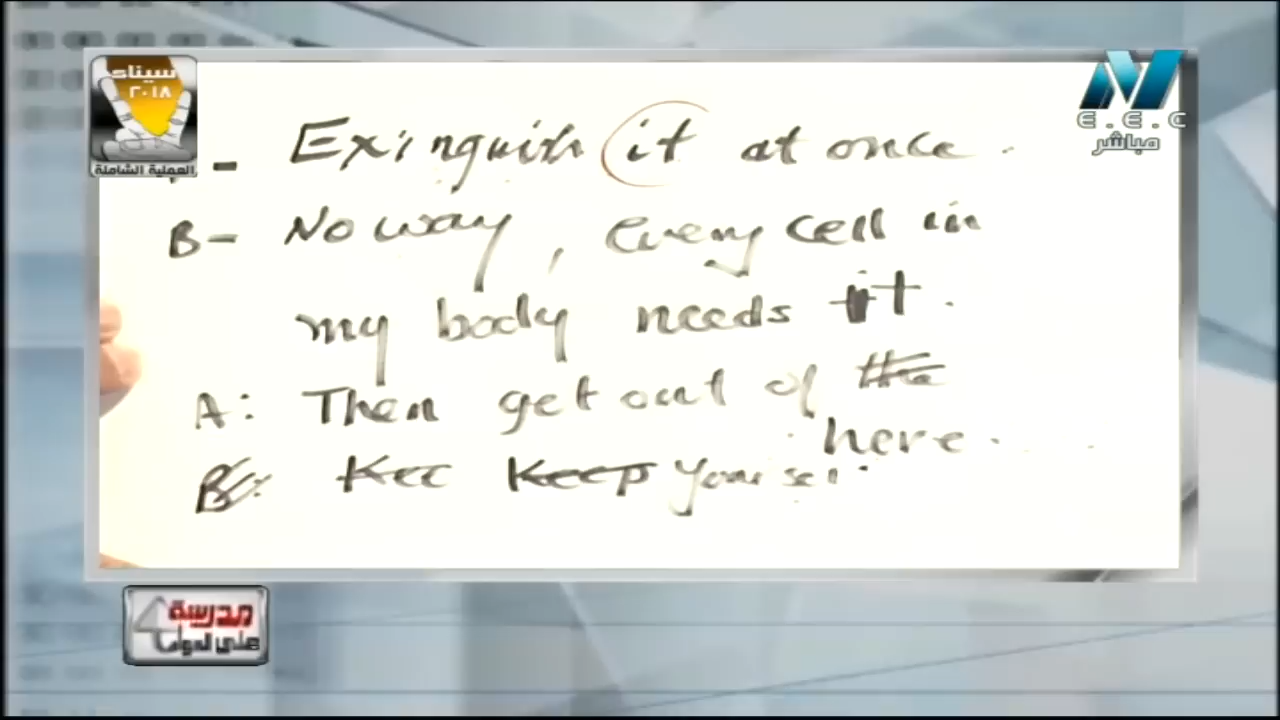 سيناء
٢٠١٨
العملية الشاملة
E.E.C
مباشر
- Exinguish it at once.
B- No way, every cell in
my body needs it.
A: Then get out of the
here.
B: Kee Keep Yourself
مدرسة
على الهواء